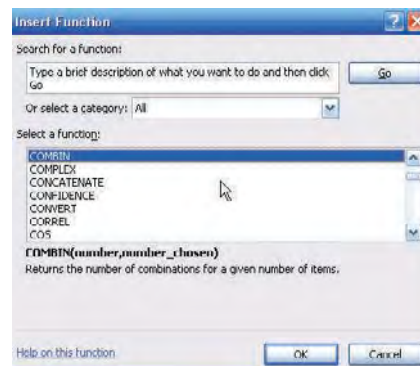 Insert Function
Search for a function:
Type a brief description of what you want to do and then click
Go
Go
Or select a category: All
Select a function:
COMBIN
COMPLEX
CONCATENATE
CONFIDENCE
CONVERT
CORREL
COS
COMBIN(number,number_chosen)
Returns the number of combinations for a given number of items.
Help on this function
OK
Cancel